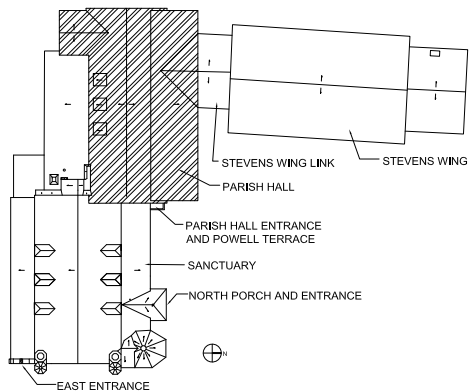 STEVENS WING LINK
STEVENS WING
PARISH HALL
PARISH HALL ENTRANCE
AND POWELL TERRACE
SANCTUARY
NORTH PORCH AND ENTRANCE
N
EAST ENTRANCE